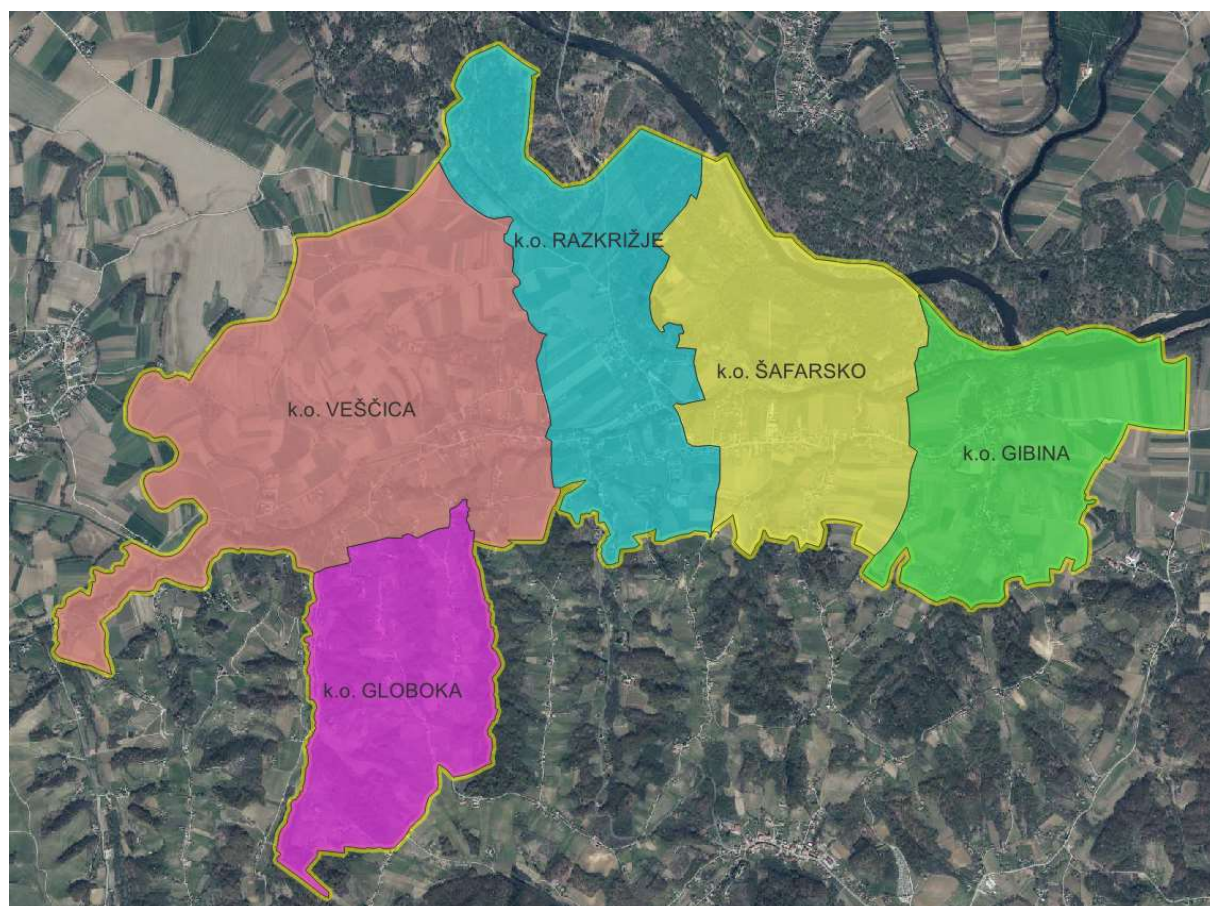 k.o. RAZKRIŽJE
k.o. ŠAFARSKO
k.o. VEŠČICA
k.o. GIBINA
k.o. GLOBOKA